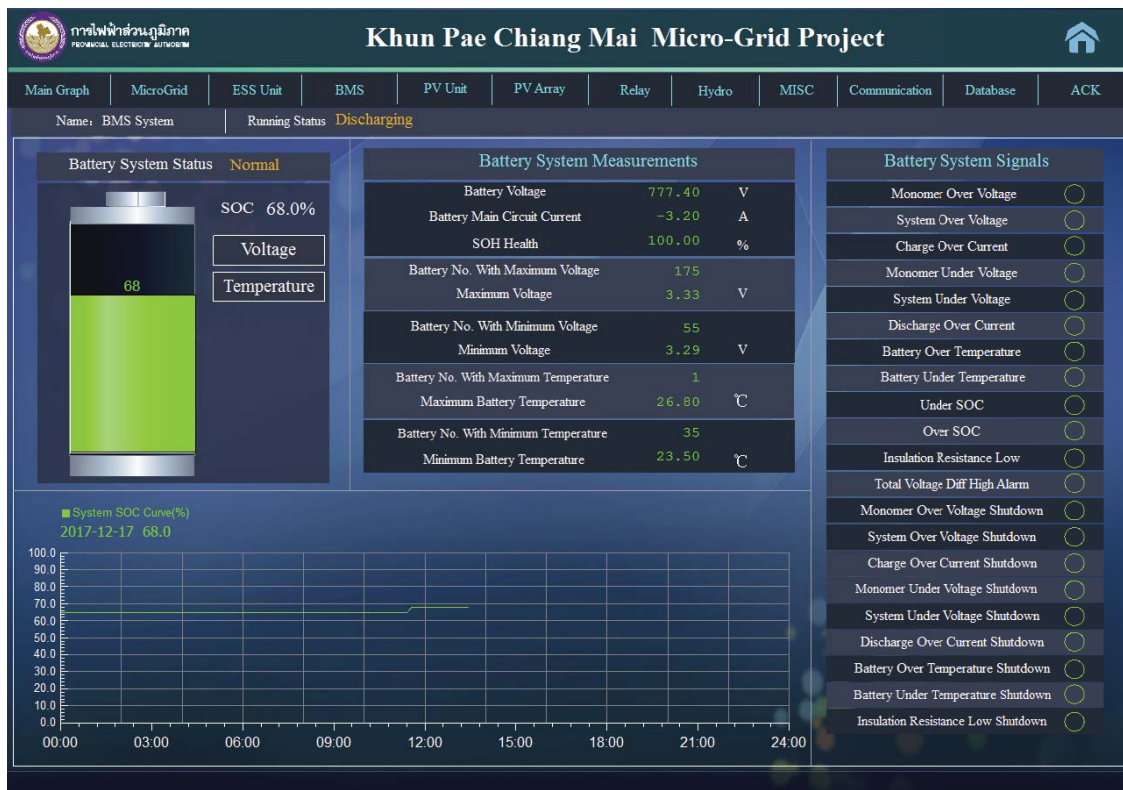 การไฟฟ้าส่วนภูมิภาค
PROVINCIAL ELECTRICITY AUTHORITY
Khun Pae Chiang Mai Micro-Grid Project
Main Graph MicroGrid ESS Unit BMS PV Unit PV Array Relay Hydro MISC Communication Database ACK
Name: BMS System Running Status Discharging
Battery System Status Normal
SOC 68.0%
Voltage
Temperature
68
Battery System Measurements
Battery Voltage 777.40 V
Battery Main Circuit Current -3.20 A
SOH Health 100.00 %
Battery No. With Maximum Voltage 175
Maximum Voltage 3.33 V
Battery No. With Minimum Voltage 55
Minimum Voltage 3.29 V
Battery No. With Maximum Temperature 1
Maximum Battery Temperature 26.80 ℃
Battery No. With Minimum Temperature 35
Minimum Battery Temperature 23.50 ℃
Battery System Signals
Monomer Over Voltage
System Over Voltage
Charge Over Current
Monomer Under Voltage
System Under Voltage
Discharge Over Current
Battery Over Temperature
Battery Under Temperature
Under SOC
Over SOC
Insulation Resistance Low
Total Voltage Diff High Alarm
Monomer Over Voltage Shutdown
System Over Voltage Shutdown
Charge Over Current Shutdown
Monomer Under Voltage Shutdown
System Under Voltage Shutdown
Discharge Over Current Shutdown
Battery Over Temperature Shutdown
Battery Under Temperature Shutdown
Insulation Resistance Low Shutdown
System SOC Curve(%)
2017-12-17 68.0
100.0
90.0
80.0
70.0
60.0
50.0
40.0
30.0
20.0
10.0
0.0
00:00 03:00 06:00 09:00 12:00 15:00 18:00 21:00 24:00